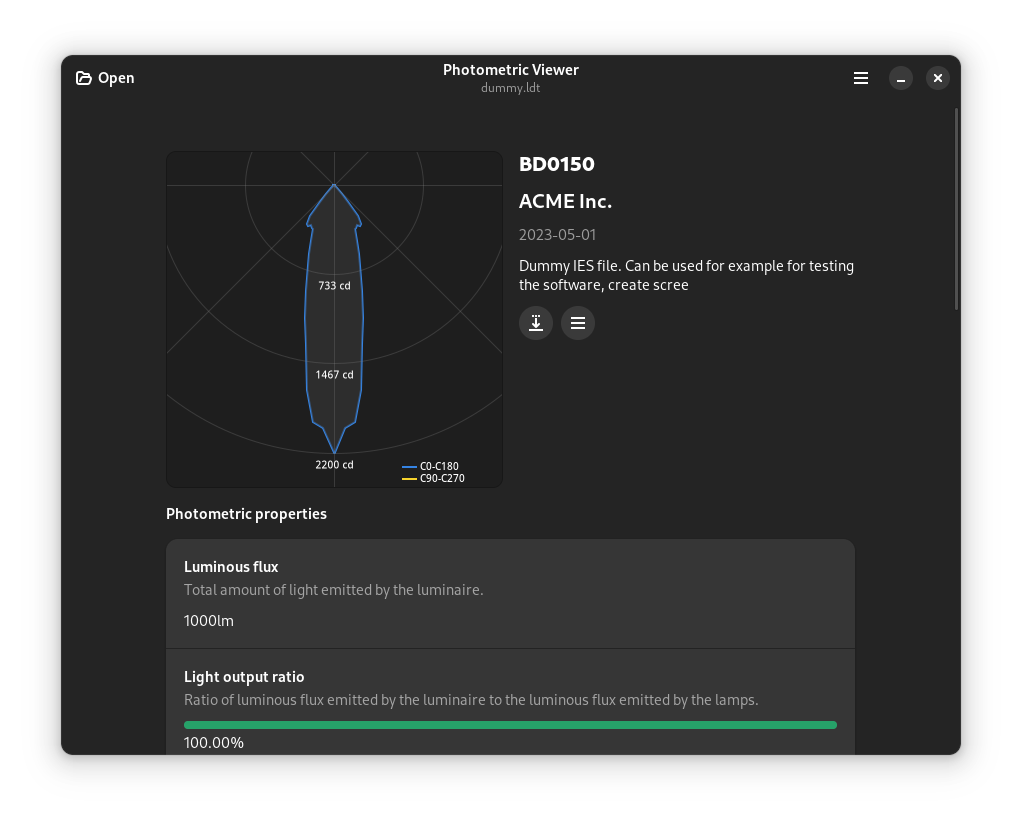 Open
Photometric Viewer
dummy.ldt
733 cd
1467 cd
2200 cd
C0-C180
C90-C270
BD0150
ACME Inc.
2023-05-01
Dummy IES file. Can be used for example for testing
the software, create scree
Photometric properties
Luminous flux
Total amount of light emitted by the luminaire.
1000lm
Light output ratio
Ratio of luminous flux emitted by the luminaire to the luminous flux emitted by the lamps.
100.00%